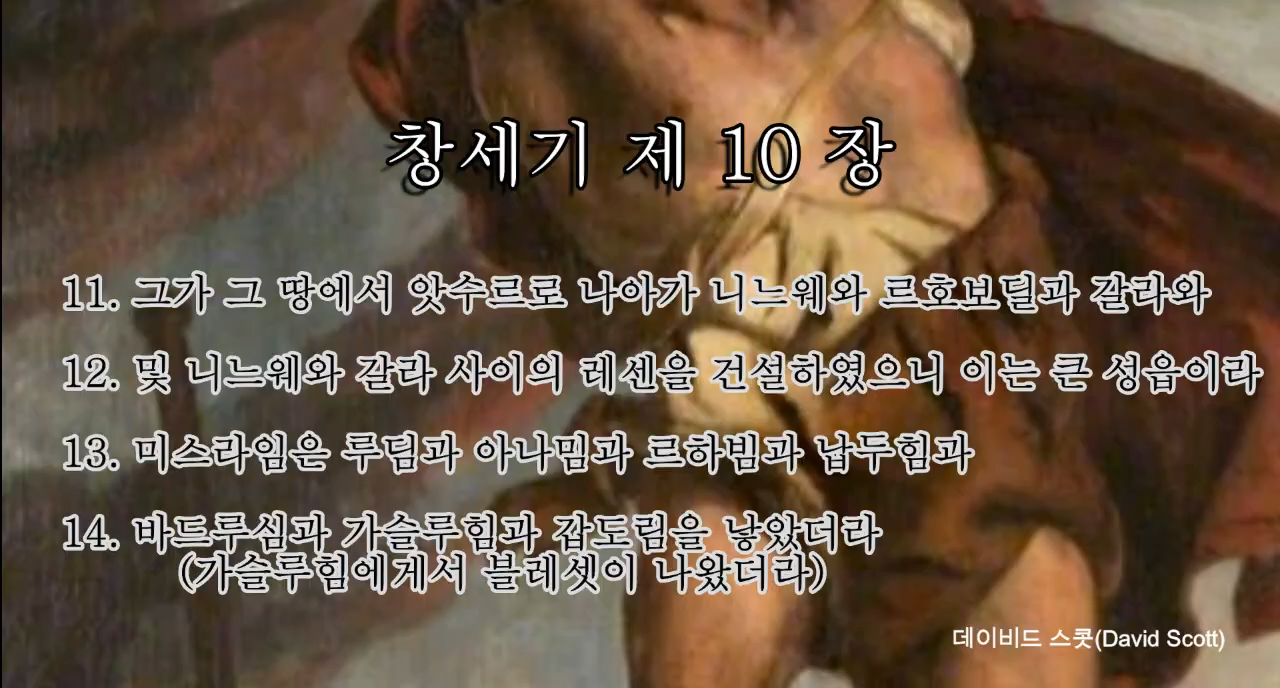 창세기 제 10 장
11. 그가 그 땅에서 앗수르로 나아가 니느웨와 르호보딜과 갈라와
12. 및 니느웨와 갈라 사이의 레센을 건설하였으니 이는 큰 성읍이라
13. 미스라임은 루딤과 아나밈과 르하빔과 납두힘과
14. 바드루심과 가슬루힘과 갑도림을 낳았더라
(가슬루힘에게서 블레셋이 나왔더라)
데이비드 스콧(David Scott)